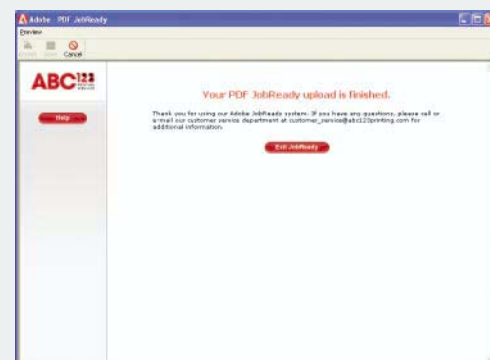 Adobe PDF JobReady
Preview
Cancel
ABC123
Help
Your PDF JobReady upload is finished.
Thank you for using our Adobe JobReady system. If you have any questions, please call or
e-mail our customer service department at customer_service@abc123printing.com for
additional information.
Exit JobReady